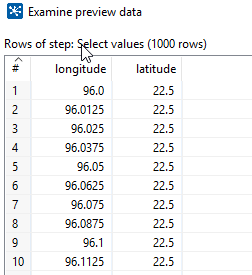 Examine preview data
Rows of step: Select values (1000 rows)
# longitude latitude
1 96.0 22.5
2 96.0125 22.5
3 96.025 22.5
4 96.0375 22.5
5 96.05 22.5
6 96.0625 22.5
7 96.075 22.5
8 96.0875 22.5
9 96.1 22.5
10 96.1125 22.5